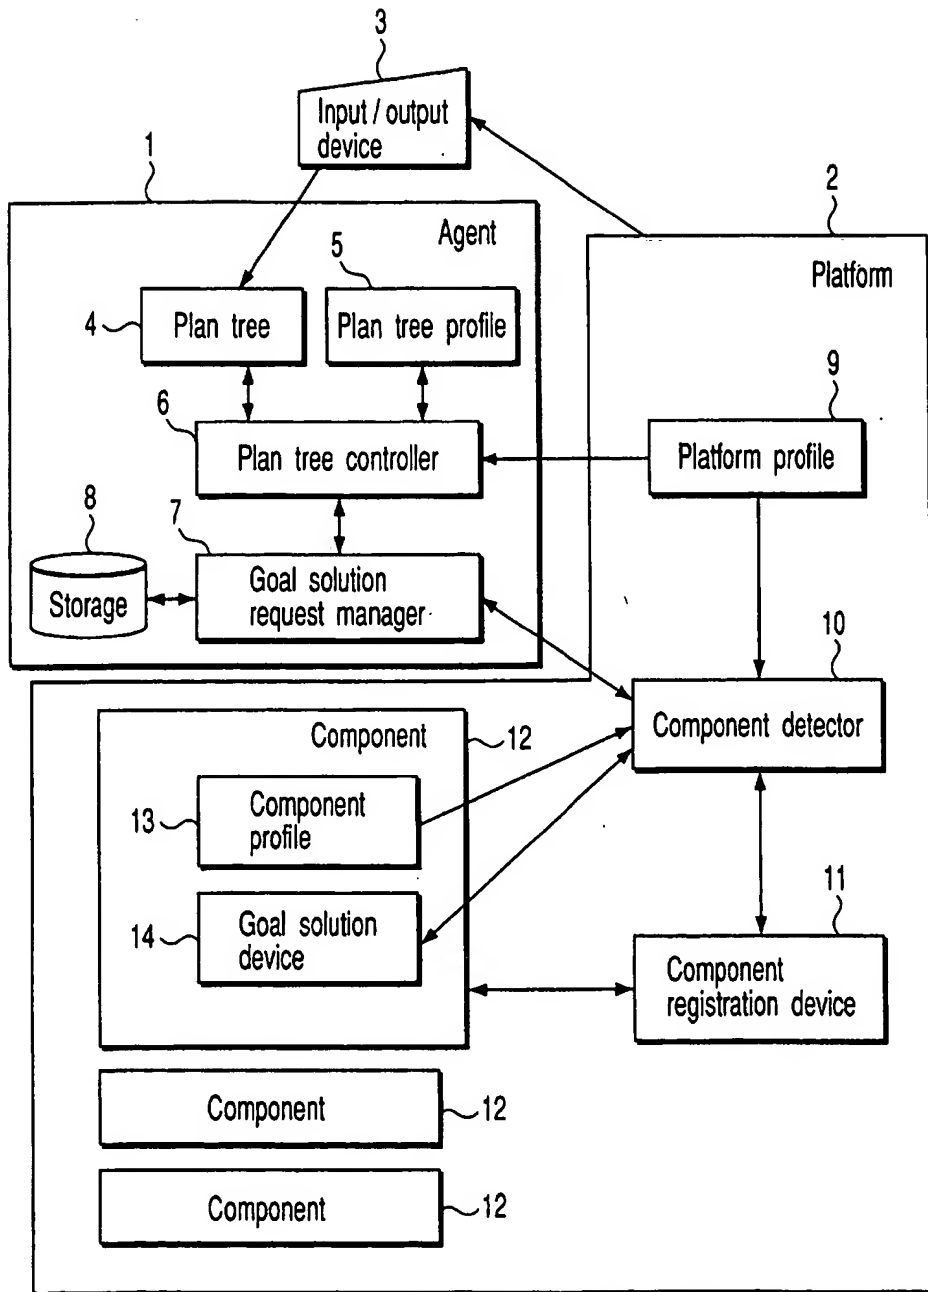 3
Input / output
device
1
2
Agent
Platform
5
4
Plan tree
Plan tree profile
9
6
Plan tree controller
Platform profile
8
7
Storage
Goal solution
request manager
10
Component
12
Component detector
13
Component
profile
11
14
Goal solution
device
Component
registration device
Component
12
Component
12